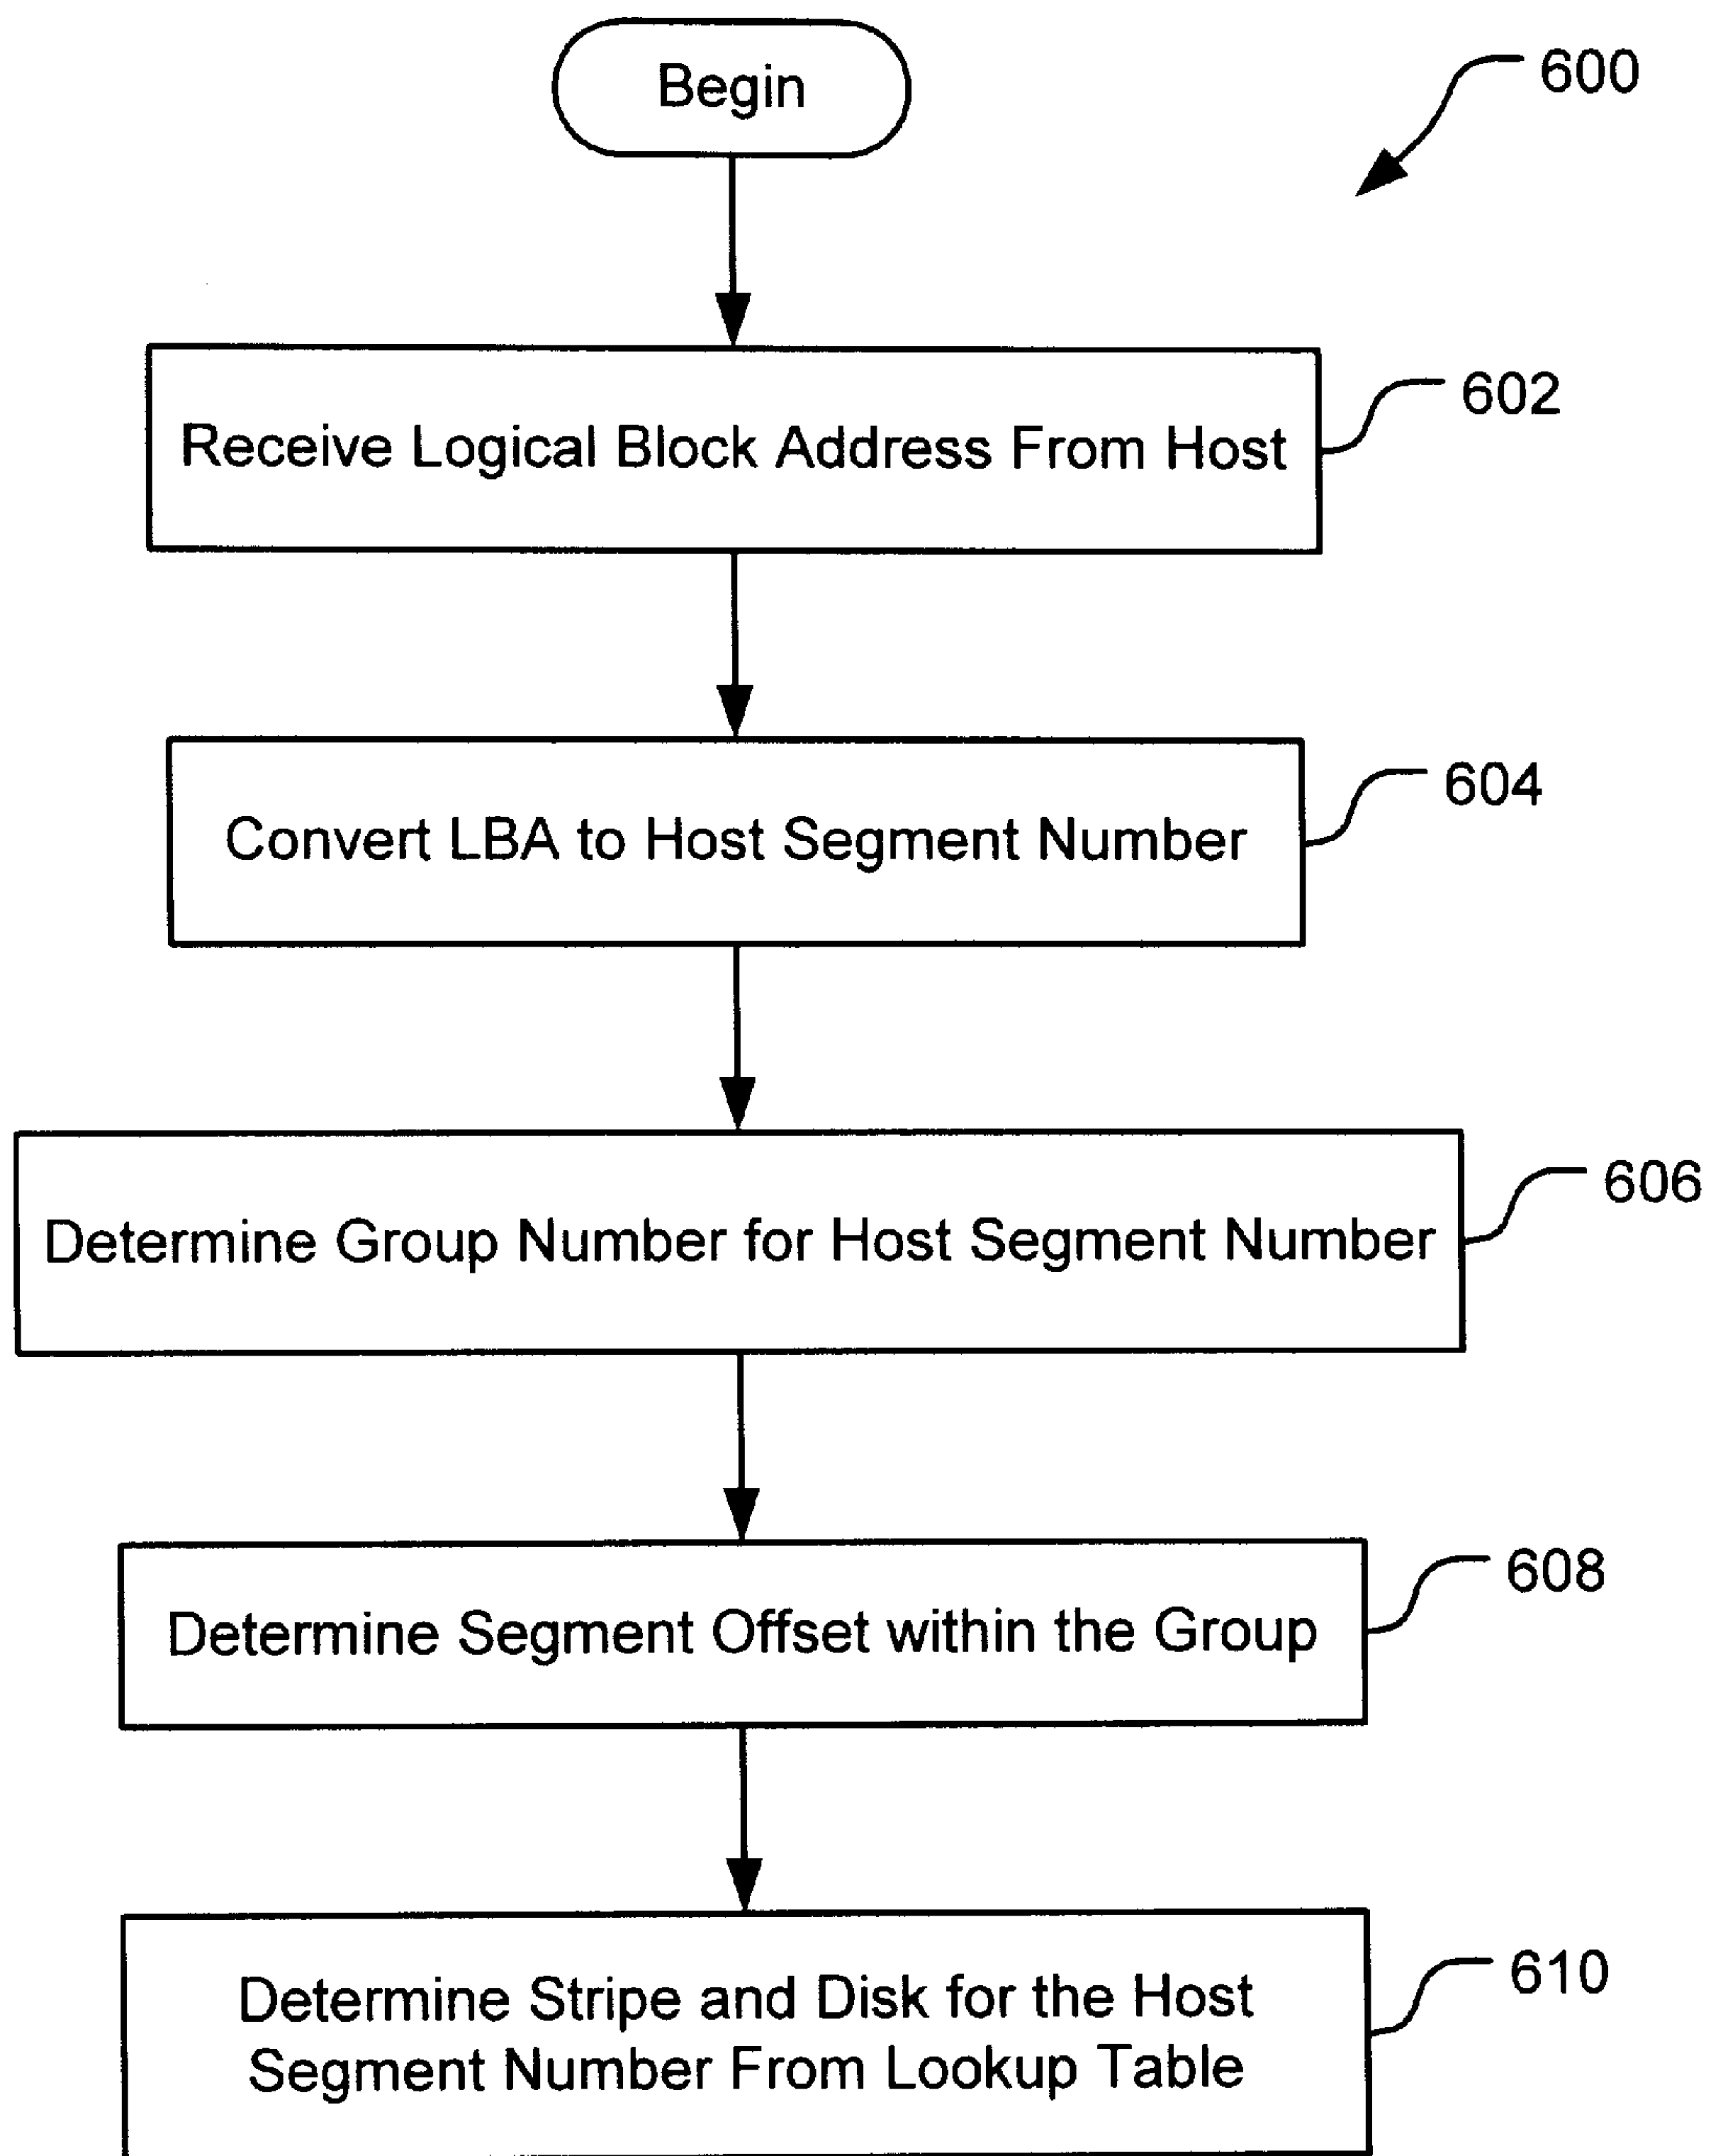 Begin
600
Receive Logical Block Address From Host
602
Convert LBA to Host Segment Number
604
Determine Group Number for Host Segment Number
606
Determine Segment Offset within the Group
608
Determine Stripe and Disk for the Host
Segment Number From Lookup Table
610